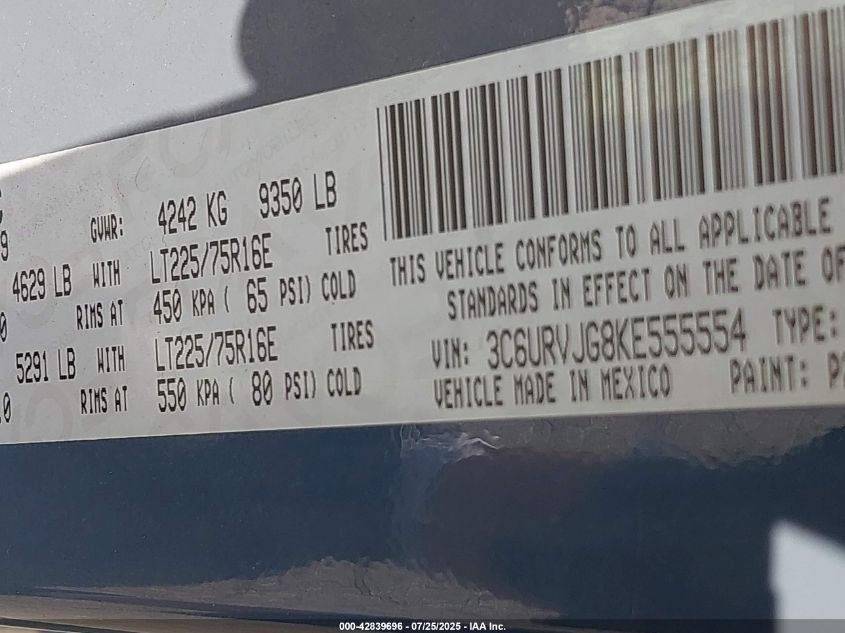 GVWR: 4242 KG 9350 LB
4629 LB WITH LT225/75R16E TIRES
RIMS AT 450 KPA ( 65 PSI) COLD
5291 LB WITH LT225/75R16E TIRES
RIMS AT 550 KPA ( 80 PSI) COLD
THIS VEHICLE CONFORMS TO ALL APPLICABLE
STANDARDS IN EFFECT ON THE DATE OF
VIN: 3C6URVJG8KE555554 TYPE:
VEHICLE MADE IN MEXICO PAINT:
000-42839696 - 07/25/2025 - IAA Inc.